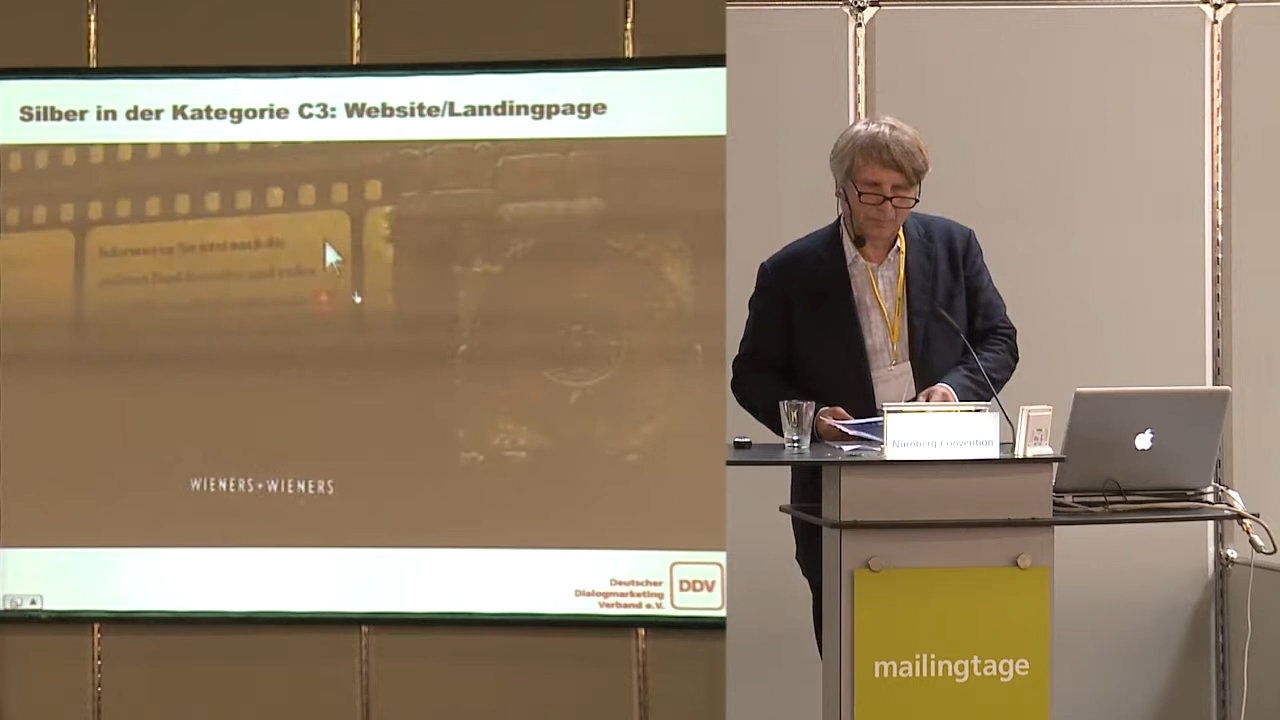 Silber in der Kategorie C3: Website/Landingpage
WIENERS+WIENERS
Deutscher
Dialogmarketing
Verband e.V.
DDV
Nürnberg Convention
mailingtage